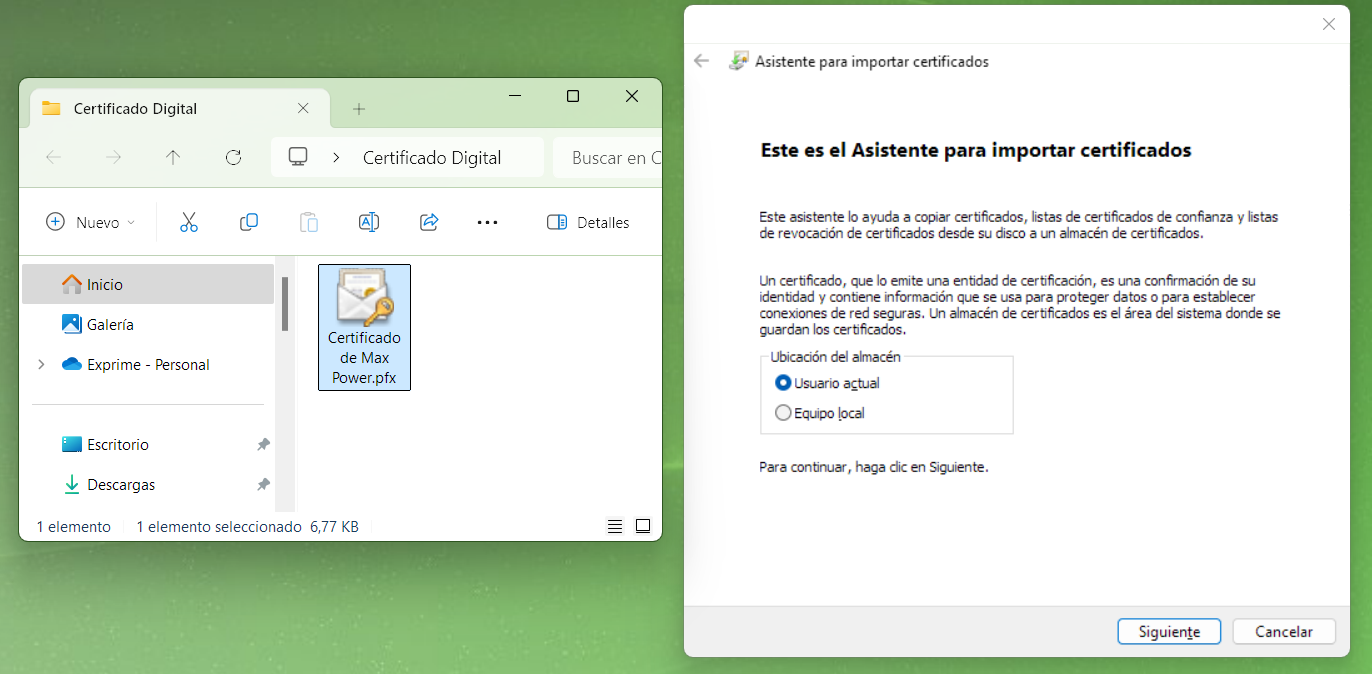 Certificado Digital
Certificado Digital
Buscar en C
Nuevo
Detalles
Inicio
Galería
Exprime - Personal
Escritorio
Descargas
Certificado
de Max
Power.pfx
1 elemento
1 elemento seleccionado 6,77 KB
Asistente para importar certificados
Este es el Asistente para importar certificados
Este asistente lo ayuda a copiar certificados, listas de certificados de confianza y listas
de revocación de certificados desde su disco a un almacén de certificados.
Un certificado, que lo emite una entidad de certificación, es una confirmación de su
identidad y contiene información que se usa para proteger datos o para establecer
conexiones de red seguras. Un almacén de certificados es el área del sistema donde se
guardan los certificados.
Ubicación del almacén
Usuario actual
Equipo local
Para continuar, haga clic en Siguiente.
Siguiente
Cancelar